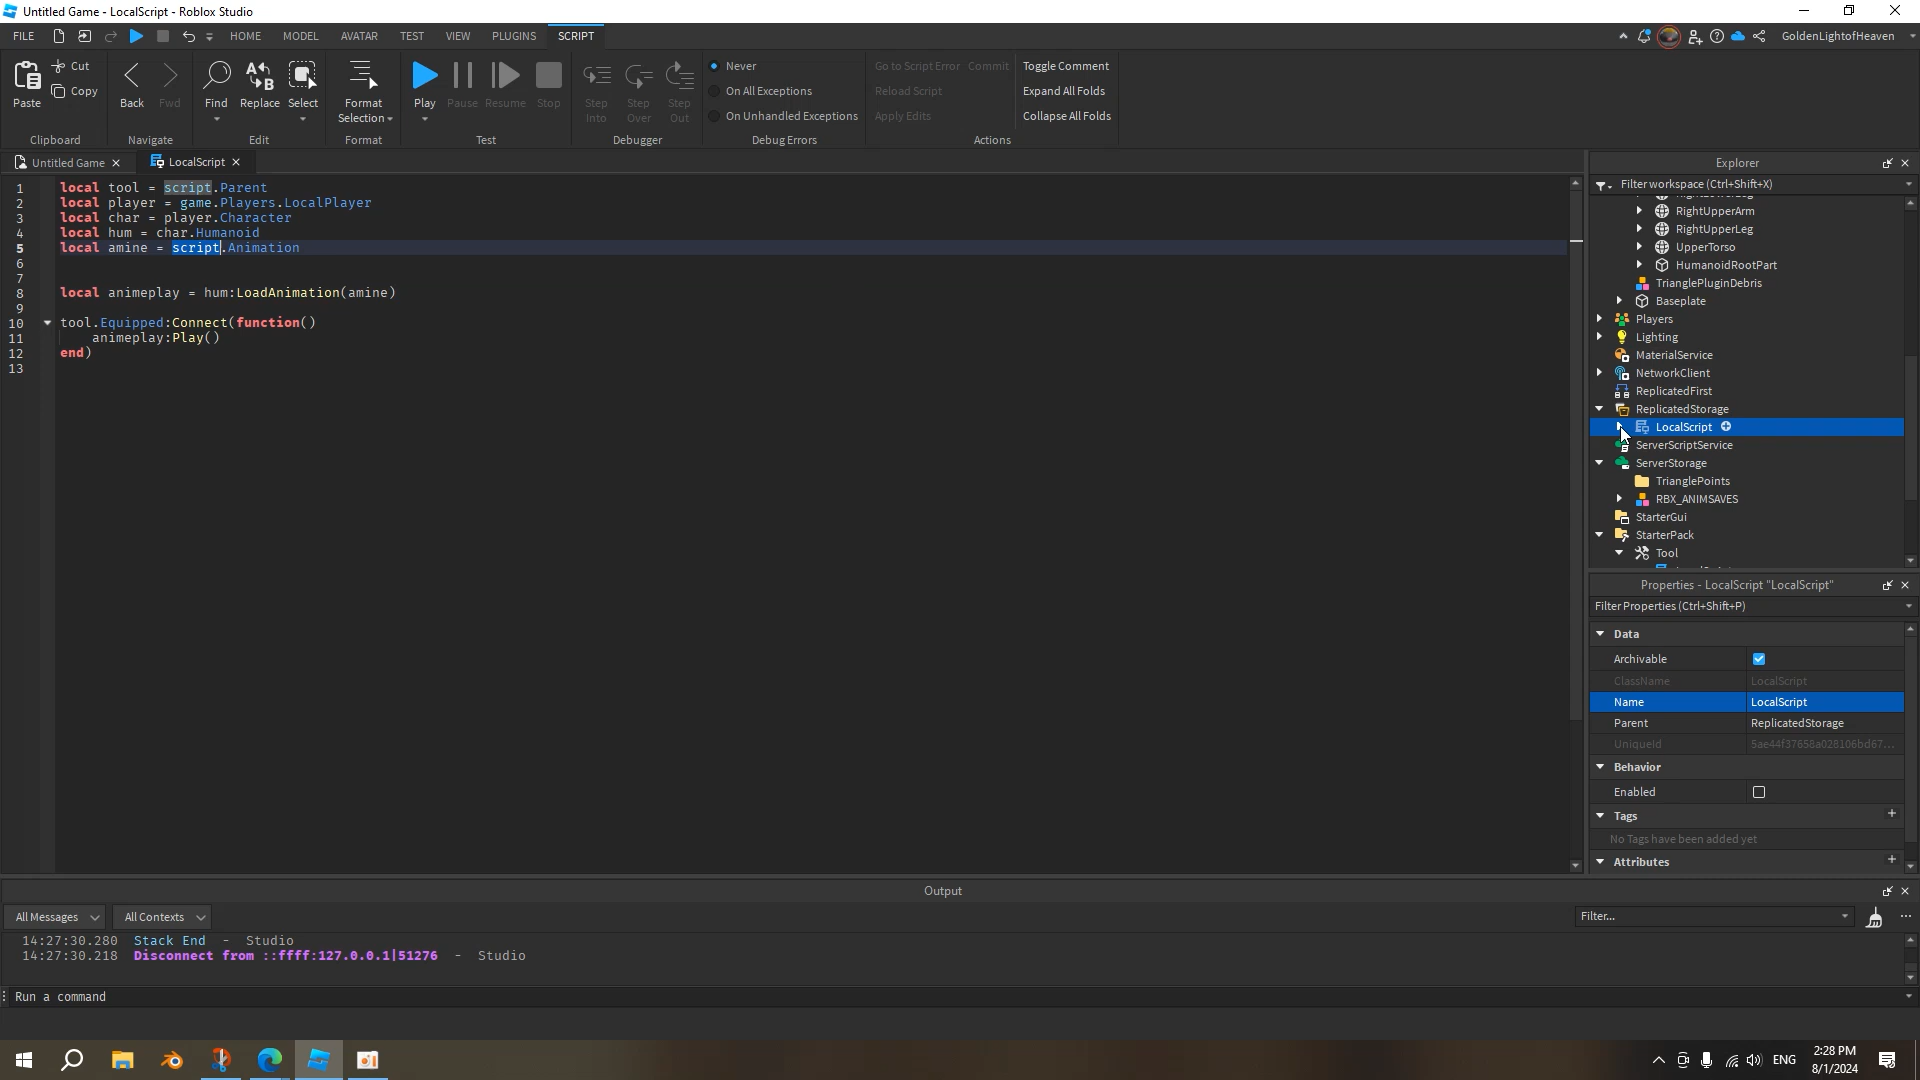 Untitled Game - LocalScript - Roblox Studio
FILE HOME MODEL AVATAR TEST VIEW PLUGINS SCRIPT GoldenLightofHeaven
Paste Cut Copy Back Fwd Find Replace Select Format Selection Play Pause Resume Stop Step Into Step Over Step Out
Never
On All Exceptions
On Unhandled Exceptions
Go to Script Error Commit
Reload Script
Apply Edits
Toggle Comment
Expand All Folds
Collapse All Folds
Clipboard Navigate Edit Format Test Debugger Debug Errors Actions
Untitled Game LocalScript
1 local tool = script.Parent
2 local player = game.Players.LocalPlayer
3 local char = player.Character
4 local hum = char.Humanoid
5 local amine = script.Animation
6
7
8 local animeplay = hum:LoadAnimation(amine)
9
10 tool.Equipped:Connect(function()
11 animeplay:Play()
12 end)
13
Explorer
Filter workspace (Ctrl+Shift+X)
RightUpperArm
RightUpperLeg
UpperTorso
HumanoidRootPart
TrianglePluginDebris
Baseplate
Players
Lighting
MaterialService
NetworkClient
ReplicatedFirst
ReplicatedStorage
LocalScript
ServerScriptService
ServerStorage
TrianglePoints
RBX_ANIMSAVES
StarterGui
StarterPack
Tool
Properties - LocalScript "LocalScript"
Filter Properties (Ctrl+Shift+P)
Data
Archivable
ClassName LocalScript
Name LocalScript
Parent ReplicatedStorage
UniqueId 5ae44f37658a028106bd67...
Behavior
Enabled
Tags
No Tags have been added yet
Attributes
Output
All Messages All Contexts Filter...
14:27:30.280 Stack End - Studio
14:27:30.218 Disconnect from ::ffff:127.0.0.1|51276 - Studio
Run a command
ENG 2:28 PM
8/1/2024